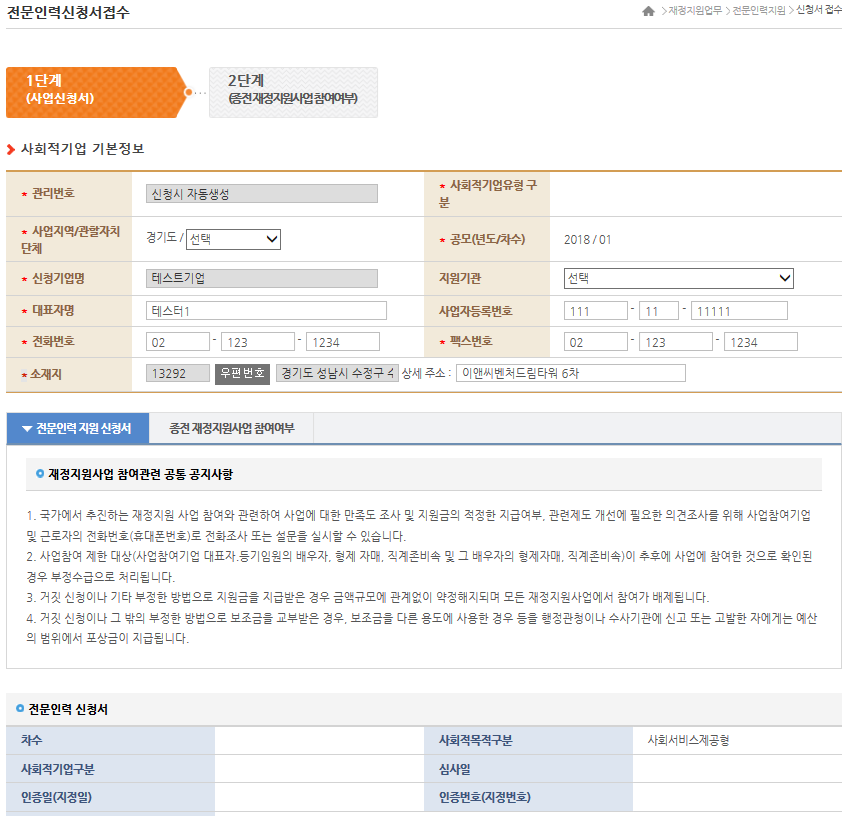 전문인력신청서접수
> 재정지원업무 > 전문인력지원 > 신청서 접수
1단계
(사업신청서)
2단계
(종전 재정지원사업 참여여부)
사회적기업 기본정보
* 관리번호 신청시 자동생성 * 사회적기업유형 구
분
* 사업지역/관할자치
단체 경기도 / 선택 * 공모(년도/차수) 2018 / 01
* 신청기업명 테스트기업 지원기관 선택
* 대표자명 테스터1 사업자등록번호 111 - 11 - 11111
* 전화번호 02 - 123 - 1234 * 팩스번호 02 - 123 - 1234
* 소재지 13292 우편번호 경기도 성남시 수정구 상세 주소 : 이앤씨벤처드림타워 6차
전문인력 지원 신청서 종전 재정지원사업 참여여부
재정지원사업 참여관련 공통 공지사항
1. 국가에서 추진하는 재정지원 사업 참여와 관련하여 사업에 대한 만족도 조사 및 지원금의 적정한 지급여부, 관련제도 개선에 필요한 의견조사를 위해 사업참여기업
및 근로자의 전화번호(휴대폰번호)로 전화조사 또는 설문을 실시할 수 있습니다.
2. 사업참여 제한 대상(사업참여기업 대표자.등기임원의 배우자, 형제 자매, 직계존비속 및 그 배우자의 형제자매, 직계존비속)이 추후에 사업에 참여한 것으로 확인된
경우 부정수급으로 처리됩니다.
3. 거짓 신청이나 기타 부정한 방법으로 지원금을 지급받은 경우 금액규모에 관계없이 약정해지되며 모든 재정지원사업에서 참여가 배제됩니다.
4. 거짓 신청이나 그 밖의 부정한 방법으로 보조금을 교부받은 경우, 보조금을 다른 용도에 사용한 경우 등을 행정관청이나 수사기관에 신고 또는 고발한 자에게는 예산
의 범위에서 포상금이 지급됩니다.
전문인력 신청서
차수 사회적목적구분 사회서비스제공형
사회적기업구분 심사일
인증일(지정일) 인증번호(지정번호)